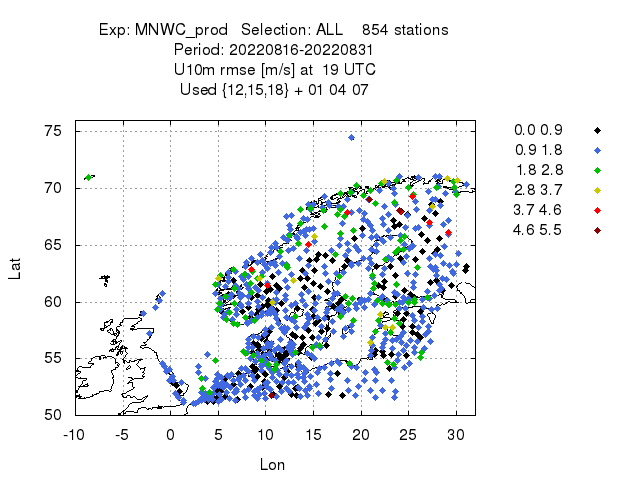 Exp: MNWC_prod Selection: ALL 854 stations
Period: 20220816-20220831
U10m rmse [m/s] at 19 UTC
Used {12,15,18} + 01 04 07
75
70
65
60
55
50
Lat
-10 -5 0 5 10 15 20 25 30
Lon
0.0 0.9
0.9 1.8
1.8 2.8
2.8 3.7
3.7 4.6
4.6 5.5